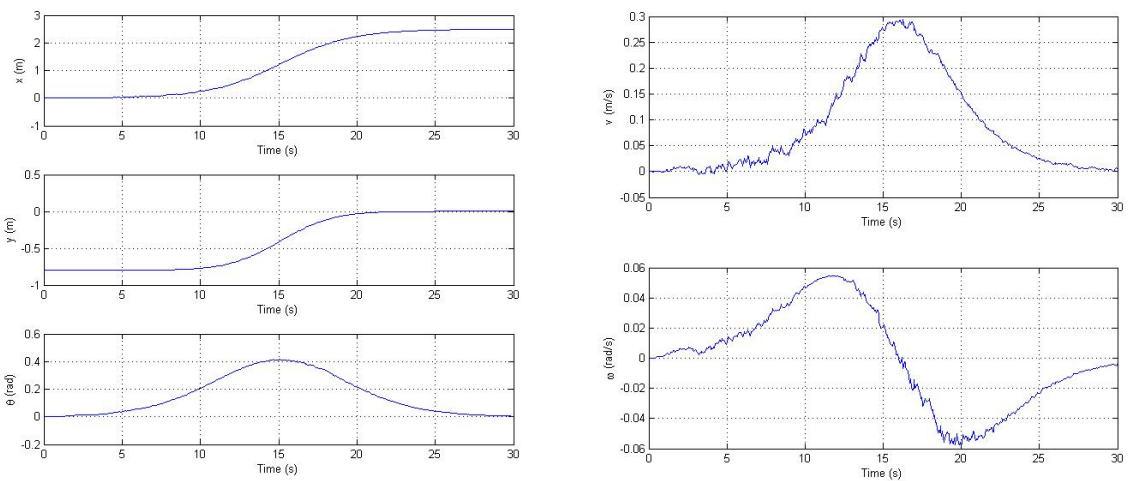 3
2
1
0
-1
x (m)
0 5 10 15 20 25 30
Time (s)
0.5
0
-0.5
-1
y (m)
0 5 10 15 20 25 30
Time (s)
0.6
0.4
0.2
0
-0.2
θ (rad)
0 5 10 15 20 25 30
Time (s)
0.3
0.25
0.2
0.15
0.1
0.05
0
-0.05
v (m/s)
0 5 10 15 20 25 30
Time (s)
0.06
0.04
0.02
0
-0.02
-0.04
-0.06
ω (rad/s)
0 5 10 15 20 25 30
Time (s)